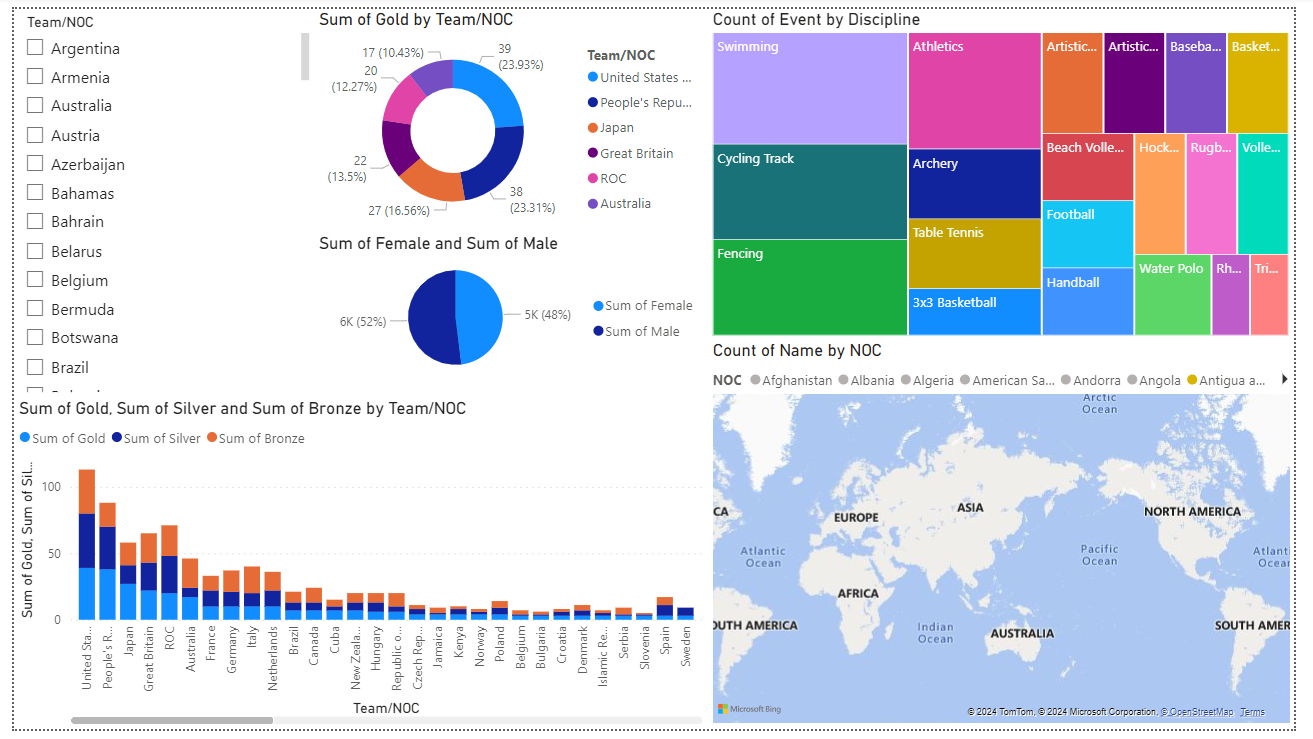 Team/NOC
Argentina
Armenia
Australia
Austria
Azerbaijan
Bahamas
Bahrain
Belarus
Belgium
Bermuda
Botswana
Brazil
Sum of Gold by Team/NOC
39
(23.93%)
38
(23.31%)
27 (16.56%)
22
(13.5%)
20
(12.27%)
17 (10.43%)
Team/NOC
United States ...
People's Repu...
Japan
Great Britain
ROC
Australia
Sum of Female and Sum of Male
6K (52%)
5K (48%)
Sum of Female
Sum of Male
Count of Event by Discipline
Swimming
Cycling Track
Fencing
Athletics
Archery
Table Tennis
3x3 Basketball
Artistic...
Artistic...
Baseba...
Basket...
Beach Volle...
Football
Handball
Hock...
Rugb...
Volle...
Water Polo
Rh...
Tri...
Sum of Gold, Sum of Silver and Sum of Bronze by Team/NOC
Sum of Gold
Sum of Silver
Sum of Bronze
Sum of Gold, Sum of Sil...
100
50
0
United Sta...
People's R...
Japan
Great Britain
ROC
Australia
France
Germany
Italy
Netherlands
Brazil
Canada
Cuba
New Zeala...
Hungary
Republic o...
Czech Rep...
Jamaica
Kenya
Norway
Poland
Belgium
Bulgaria
Croatia
Denmark
Islamic Re...
Serbia
Slovenia
Spain
Sweden
Team/NOC
Count of Name by NOC
NOC Afghanistan Albania Algeria American Sa... Andorra Angola Antigua a...
Arctic
Ocean
CA
EUROPE
ASIA
NORTH AMERICA
Atlantic
Ocean
Pacific
Ocean
Atlant
Ocean
AFRICA
OUTH AMERICA
Indian
Ocean
AUSTRALIA
SOUTH AMER
Microsoft Bing
© 2024 TomTom, © 2024 Microsoft Corporation, © OpenStreetMap Terms